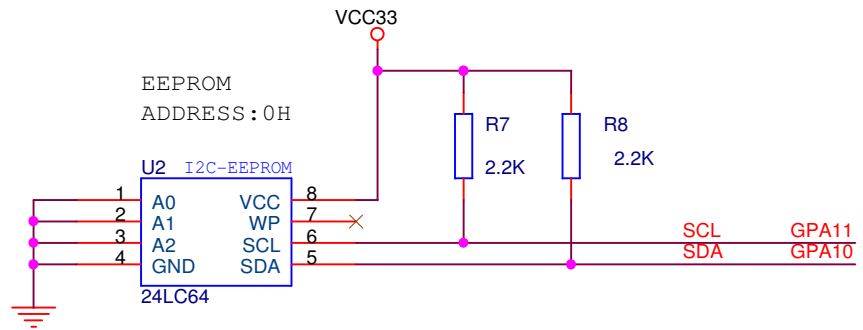 VCC33
EEPROM
ADDRESS:0H
U2 I2C-EEPROM
R7
2.2K
R8
2.2K
1 A0 VCC 8
2 A1 WP 7
3 A2 SCL 6
4 GND SDA 5
24LC64
SCL GPA11
SDA GPA10